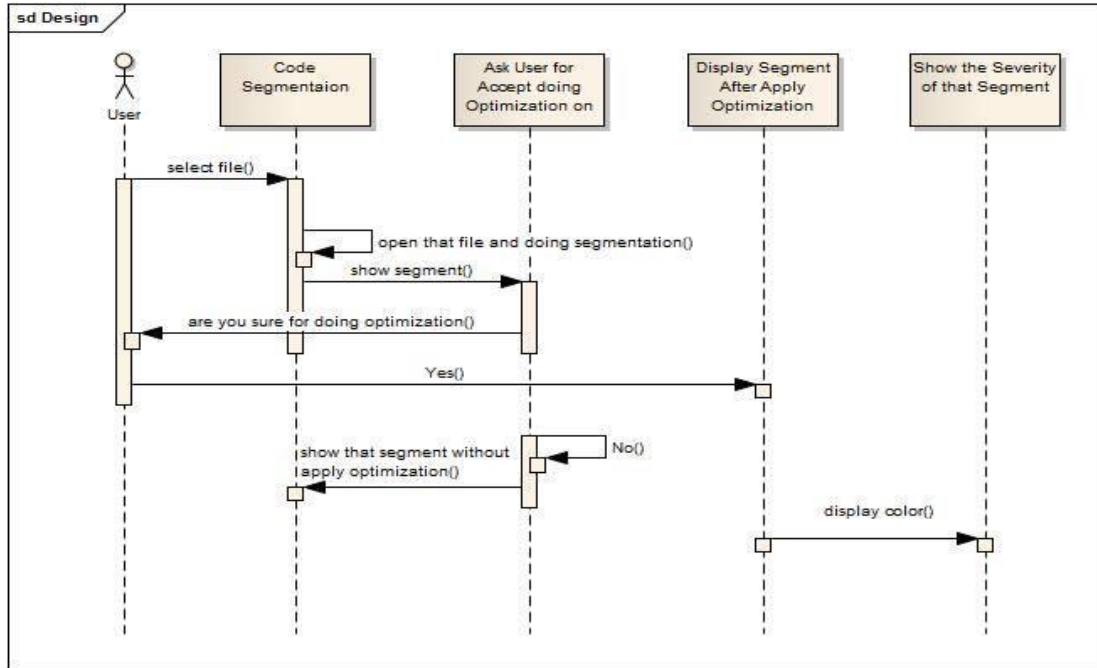 sd Design
User
Code
Segmentaion
Ask User for
Accept doing
Optimization on
Display Segment
After Apply
Optimization
Show the Severity
of that Segment
select file()
open that file and doing segmentation()
show segment()
are you sure for doing optimization()
Yes()
No()
show that segment without
apply optimization()
display color()